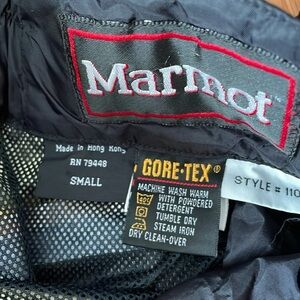 Marmot
Made in Hong Kong
RN 79448
SMALL
GORE-TEX®
MACHINE WASH WARM
WITH POWDERED
DETERGENT
TUMBLE DRY
STEAM IRON
DRY CLEAN-OVER
STYLE # 110